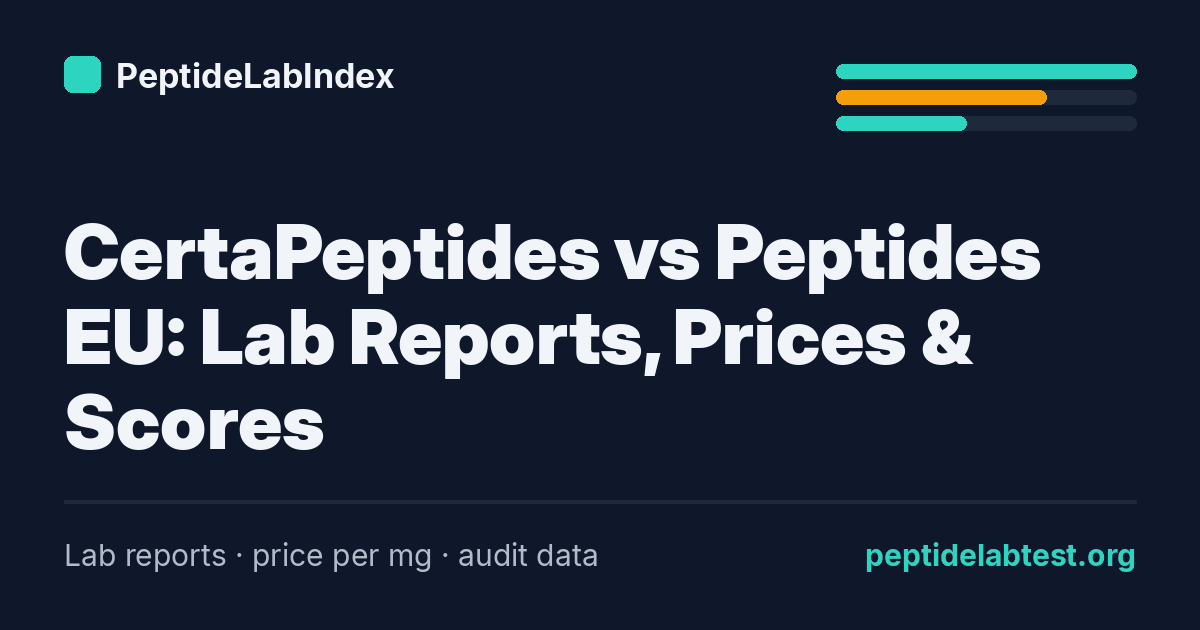 PeptideLabIndex
CertaPeptides vs Peptides
EU: Lab Reports, Prices &
Scores
Lab reports · price per mg · audit data
peptidelabtest.org